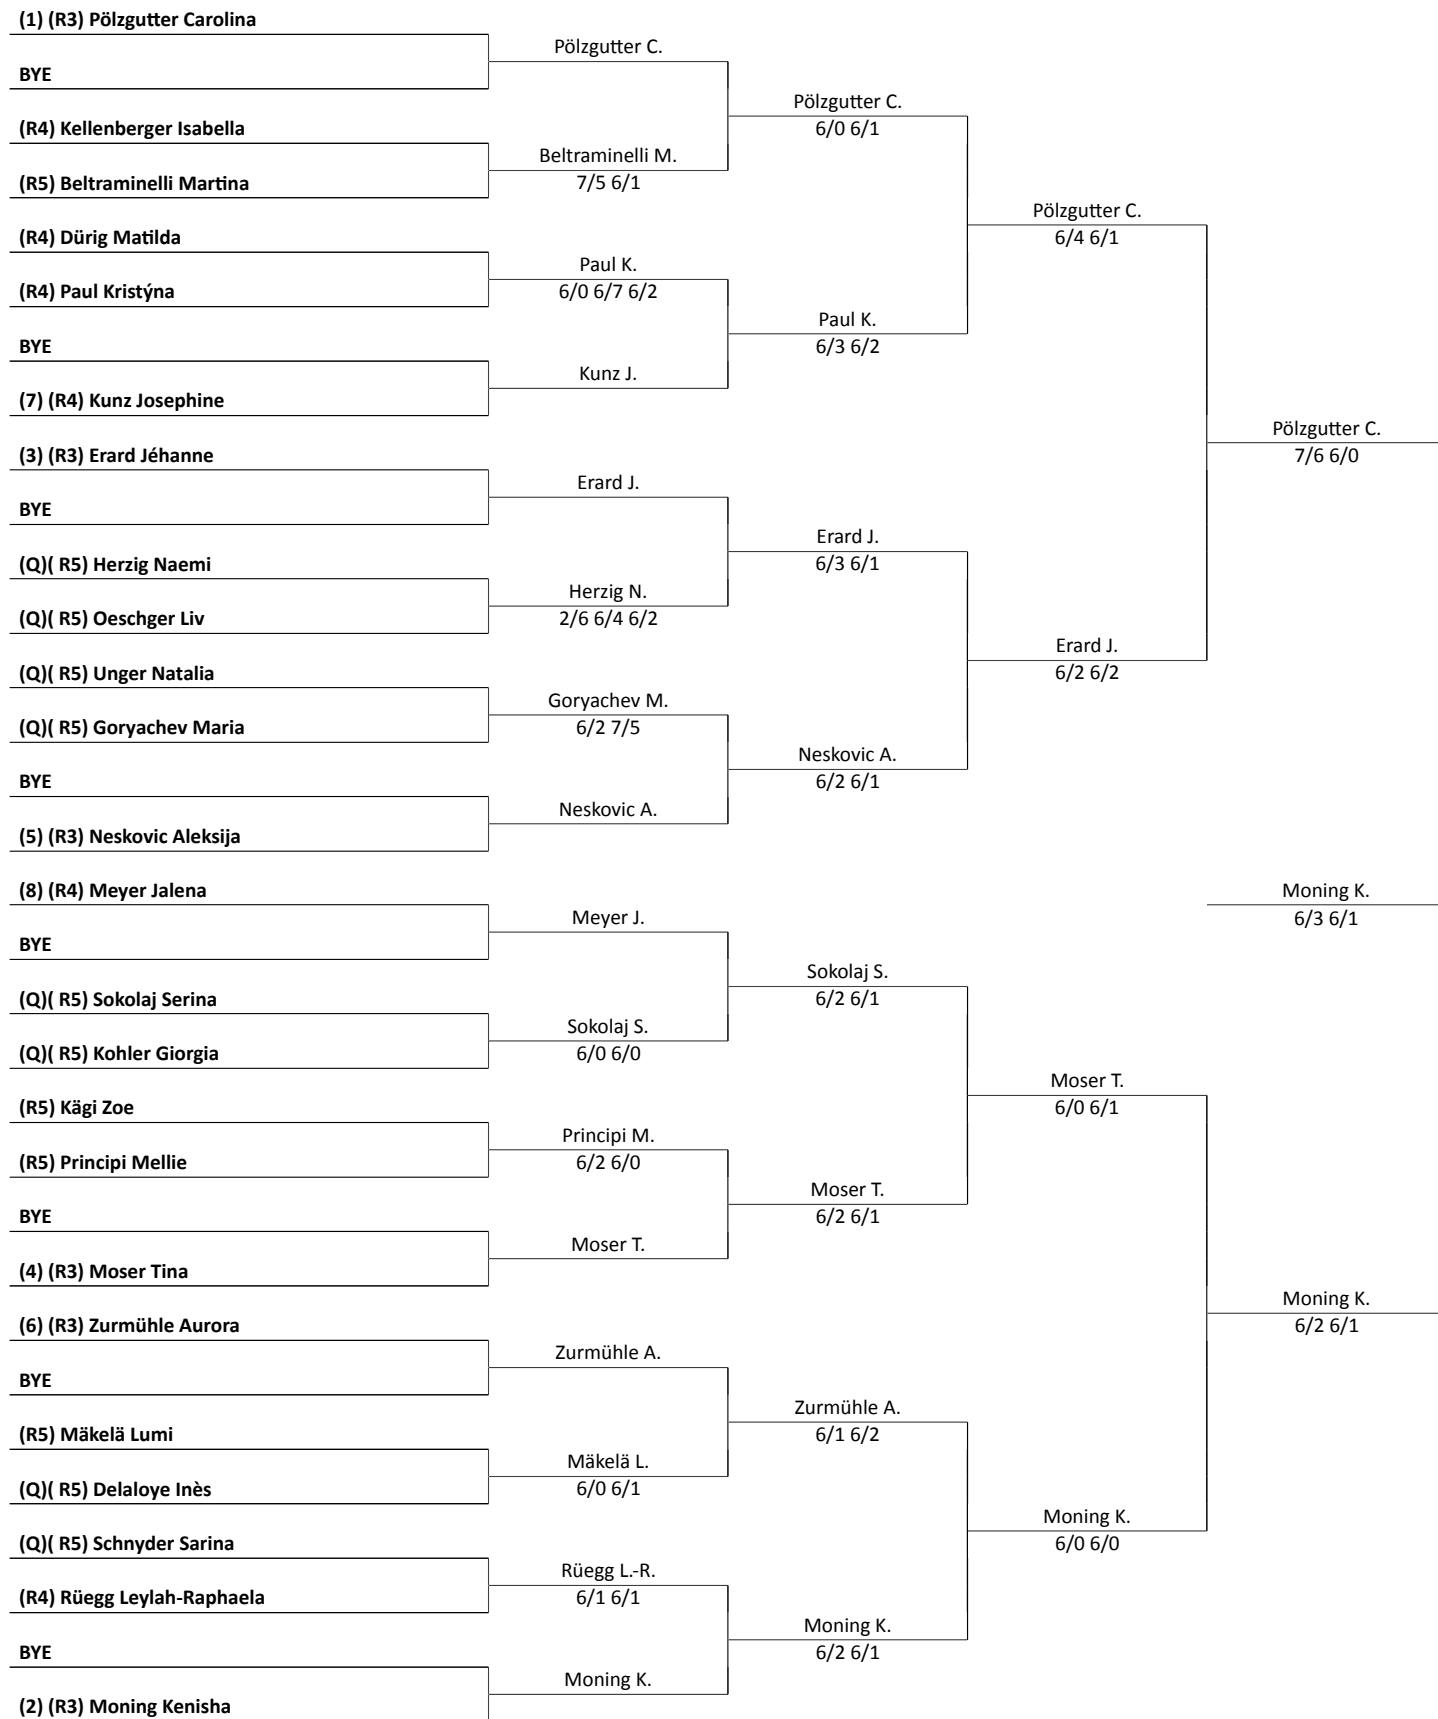 (1) (R3) Pölzgutter Carolina
Pölzgutter C.
BYE
Pölzgutter C.
6/0 6/1
(R4) Kellenberger Isabella
Beltraminelli M.
7/5 6/1
(R5) Beltraminelli Martina
Pölzgutter C.
6/4 6/1
(R4) Dürig Matilda
Paul K.
6/0 6/7 6/2
(R4) Paul Kristýna
Paul K.
6/3 6/2
BYE
Kunz J.
(7) (R4) Kunz Josephine
Pölzgutter C.
7/6 6/0
(3) (R3) Erard Jéhanne
Erard J.
BYE
Erard J.
6/3 6/1
(Q)( R5) Herzig Naemi
Herzig N.
2/6 6/4 6/2
(Q)( R5) Oeschger Liv
Erard J.
6/2 6/2
(Q)( R5) Unger Natalia
Goryachev M.
6/2 7/5
(Q)( R5) Goryachev Maria
Neskovic A.
6/2 6/1
BYE
Neskovic A.
(5) (R3) Neskovic Aleksija
(8) (R4) Meyer Jalena
Moning K.
6/3 6/1
Meyer J.
BYE
Sokolaj S.
6/2 6/1
(Q)( R5) Sokolaj Serina
Sokolaj S.
6/0 6/0
(Q)( R5) Kohler Giorgia
Moser T.
6/0 6/1
(R5) Kägi Zoe
Principi M.
6/2 6/0
(R5) Principi Mellie
Moser T.
6/2 6/1
BYE
Moser T.
(4) (R3) Moser Tina
Moning K.
6/2 6/1
(6) (R3) Zurmühle Aurora
Zurmühle A.
BYE
Zurmühle A.
6/1 6/2
(R5) Mäkelä Lumi
Mäkelä L.
6/0 6/1
(Q)( R5) Delaloye Inès
Moning K.
6/0 6/0
(Q)( R5) Schnyder Sarina
Rüegg L.-R.
6/1 6/1
(R4) Rüegg Leylah-Raphaela
Moning K.
6/2 6/1
BYE
Moning K.
(2) (R3) Moning Kenisha